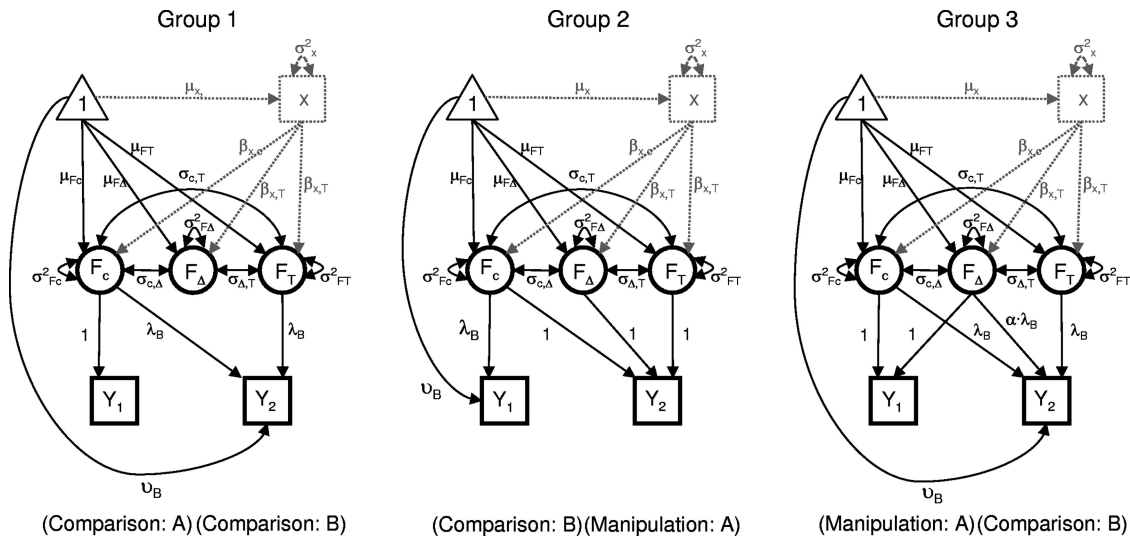 Group 1
σ²x
1
μx,
x
μFc
μFΔ
μFT
βx,c
βx,T
βx,T
σc,T
σ²FΔ
σ²Fc
Fc
σc,Δ
FΔ
σΔ,T
FT
σ²FT
1
λB
λB
Y1
Y2
υB
(Comparison: A) (Comparison: B)
Group 2
σ²x
1
μx
x
μFc
μFΔ
μFT
βx,c
βx,T
βx,T
σc,T
σ²FΔ
σ²Fc
Fc
σc,Δ
FΔ
σΔ,T
FT
σ²FT
λB
1
1
1
υB
Y1
Y2
(Comparison: B) (Manipulation: A)
Group 3
σ²x
1
μx
x
μFc
μFΔ
μFT
βx,c
βx,T
βx,T
σc,T
σ²FΔ
σ²Fc
Fc
σc,Δ
FΔ
σΔ,T
FT
σ²FT
1
1
λB
α·λB
λB
Y1
Y2
υB
(Manipulation: A) (Comparison: B)